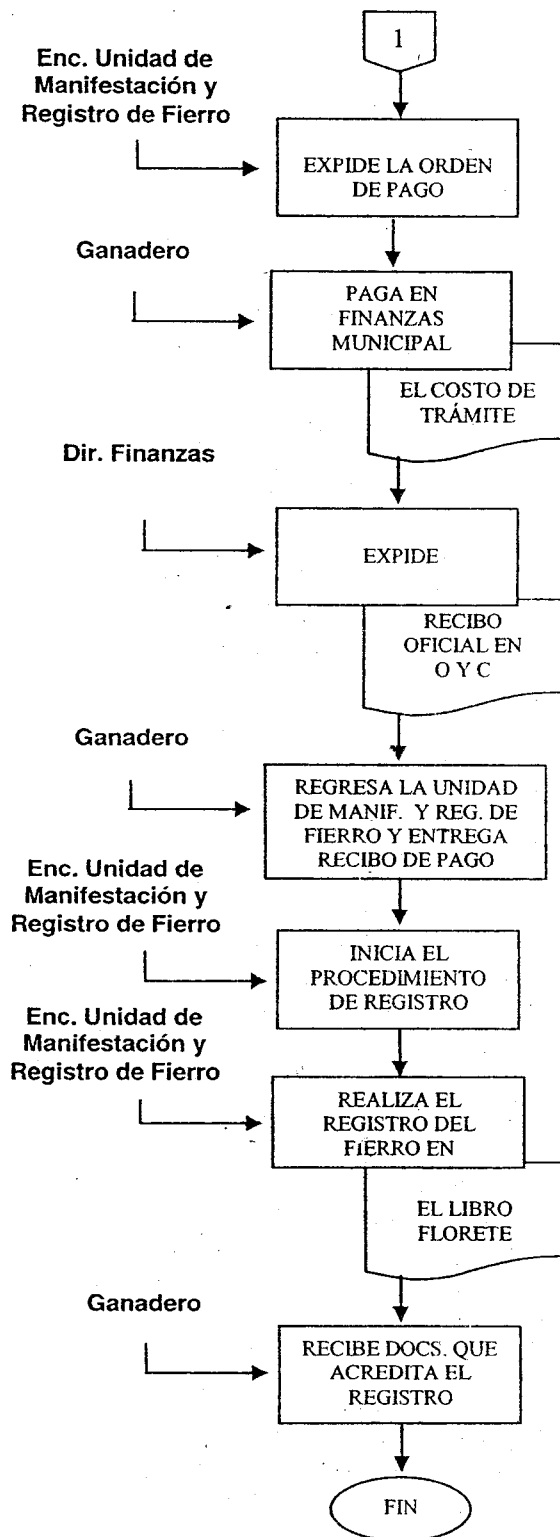 1
Enc. Unidad de
Manifestación y
Registro de Fierro
EXPIDE LA ORDEN
DE PAGO
Ganadero
PAGA EN
FINANZAS
MUNICIPAL
EL COSTO DE
TRÁMITE
Dir. Finanzas
EXPIDE
RECIBO
OFICIAL EN
O Y C
Ganadero
REGRESA LA UNIDAD
DE MANIF. Y REG. DE
FIERRO Y ENTREGA
RECIBO DE PAGO
Enc. Unidad de
Manifestación y
Registro de Fierro
INICIA EL
PROCEDIMIENTO
DE REGISTRO
Enc. Unidad de
Manifestación y
Registro de Fierro
REALIZA EL
REGISTRO DEL
FIERRO EN
EL LIBRO
FLORETE
Ganadero
RECIBE DOCS. QUE
ACREDITA EL
REGISTRO
FIN